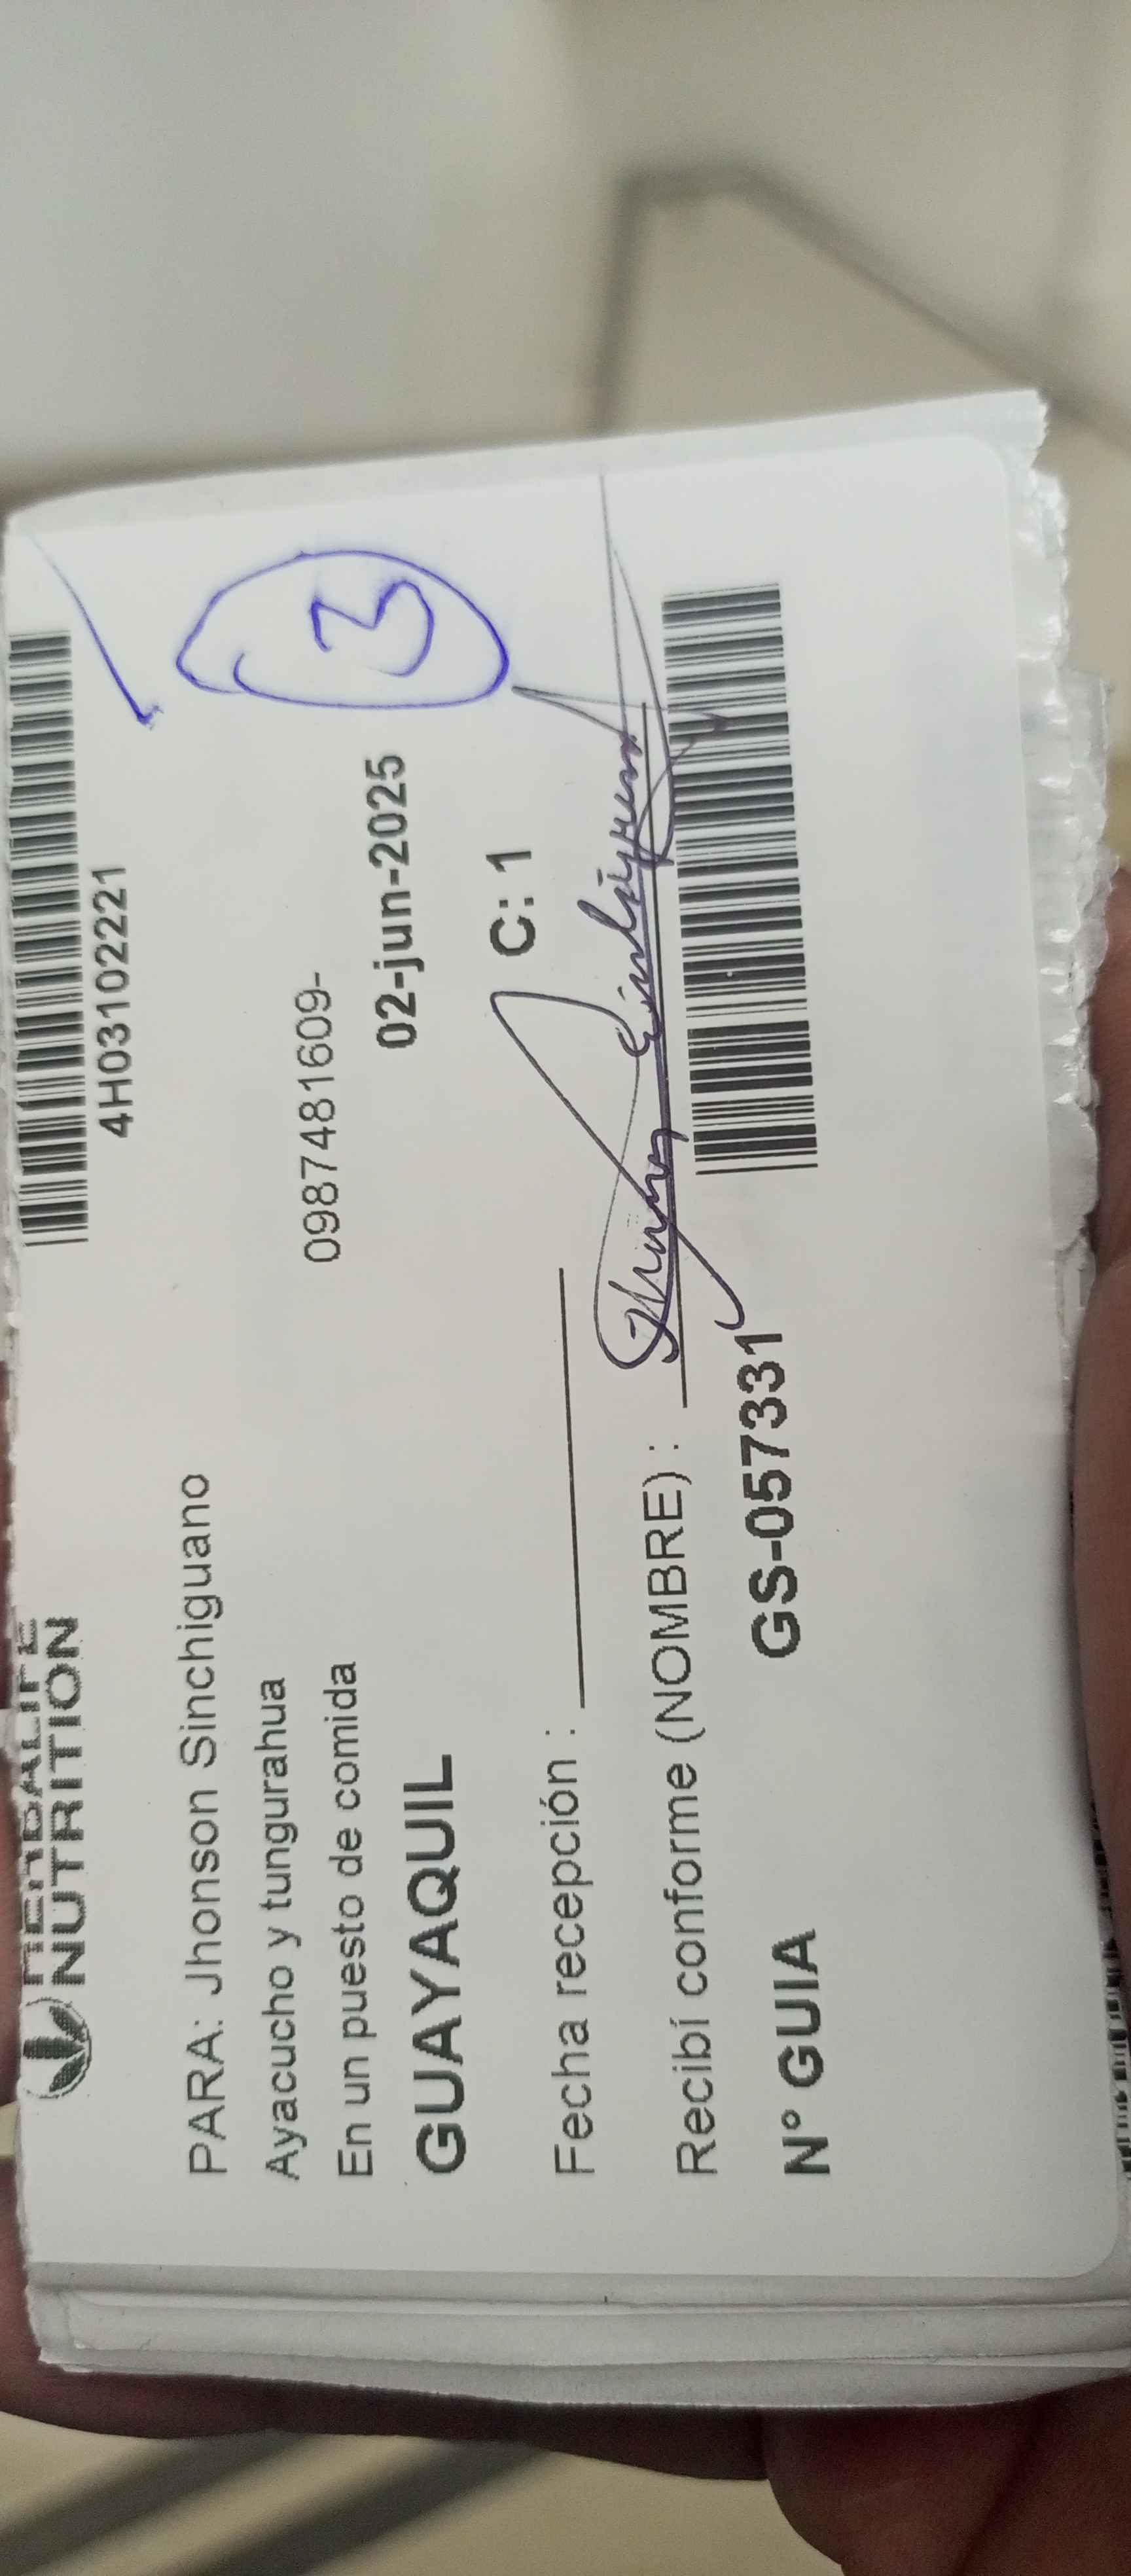 HERBALIFE
NUTRITION
4H03102221
PARA: Jhonson Sinchiguano
Ayacucho y tungurahua
0987481609-
En un puesto de comida
02-jun-2025
GUAYAQUIL
C: 1
3
Fecha recepción :
Recibí conforme (NOMBRE) :
Nº GUIA
GS-057331